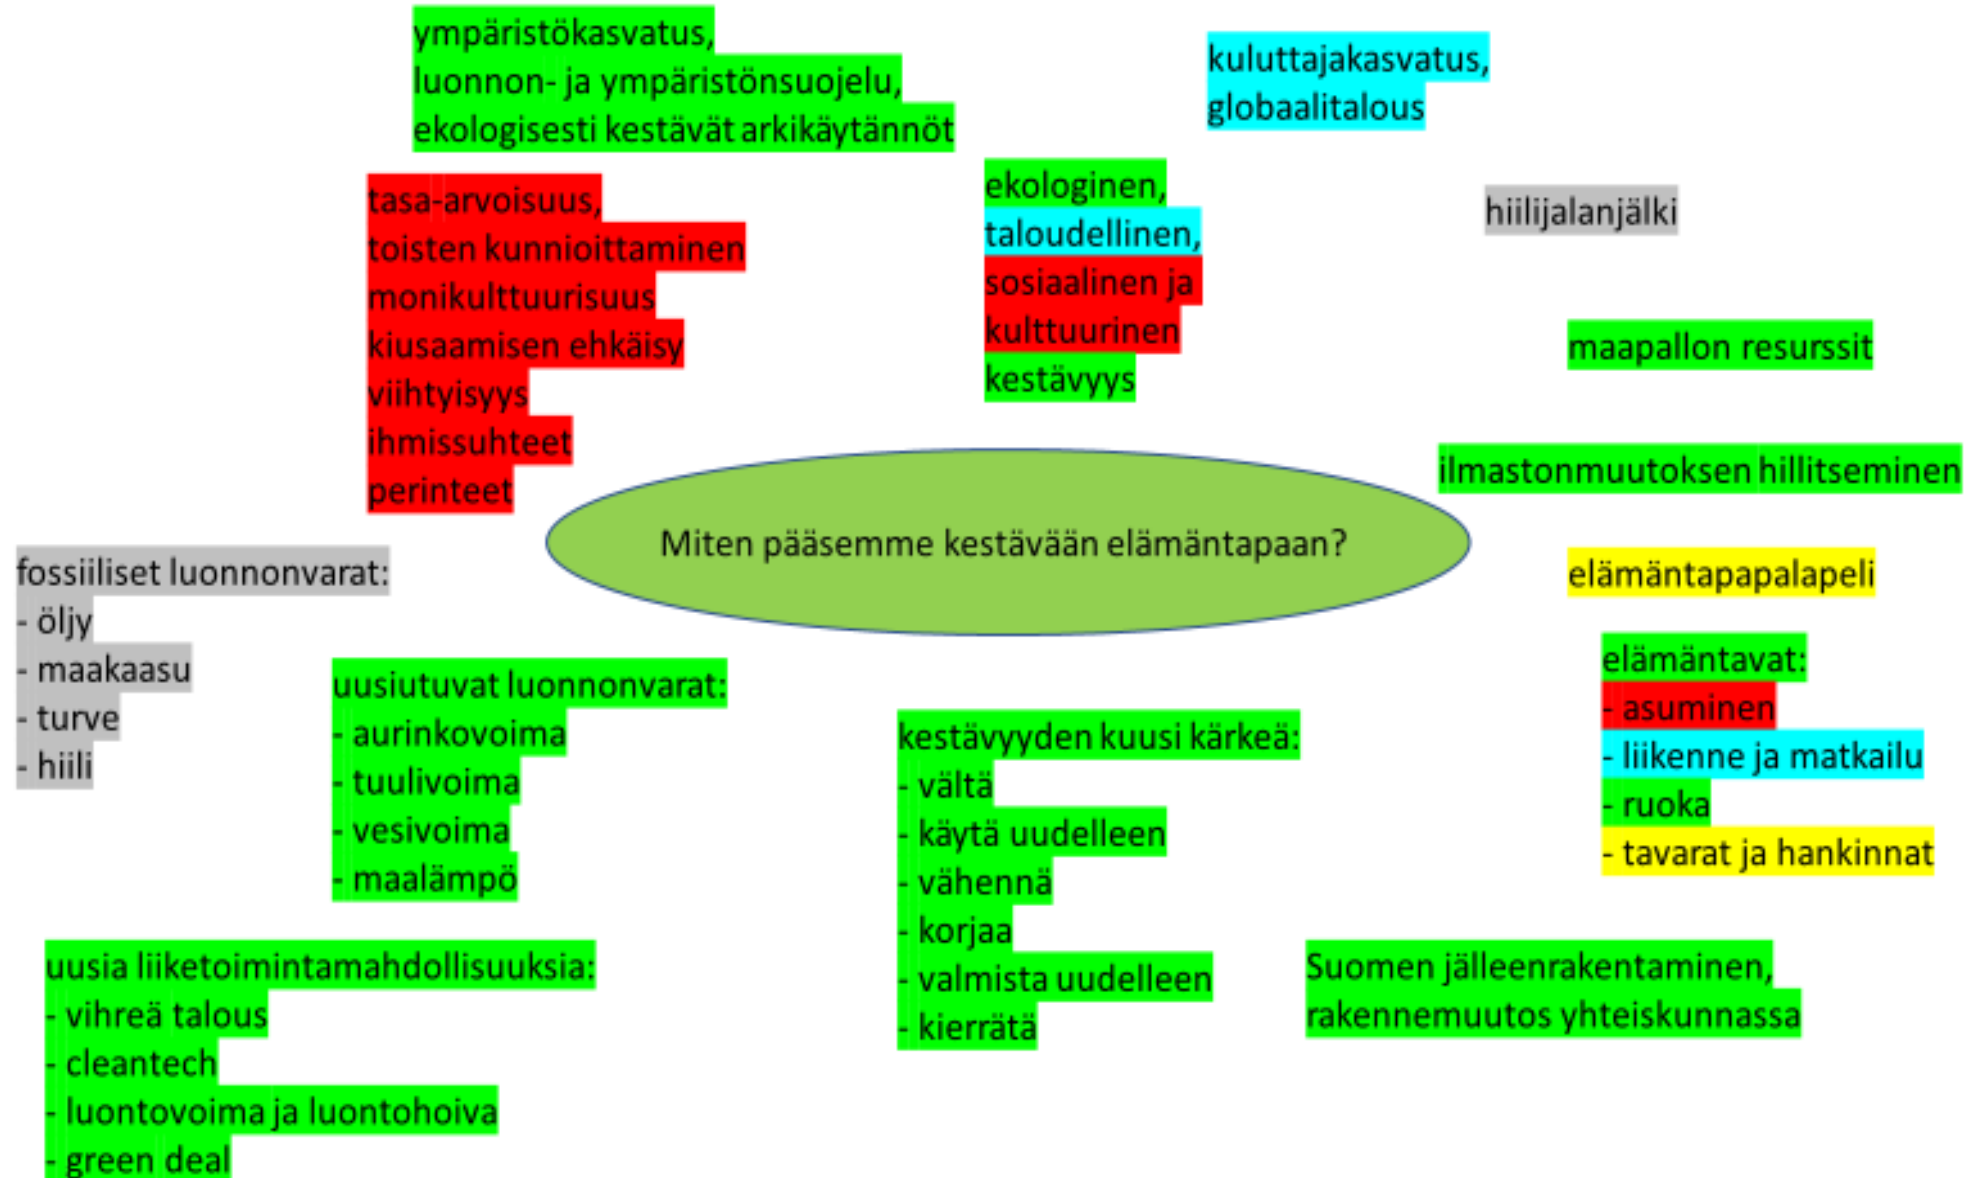 ympäristökasvatus,
luonnon- ja ympäristönsuojelu,
ekologisesti kestävät arkikäytännöt
kuluttajakasvatus,
globaalitalous
tasa-arvoisuus,
toisten kunnioittaminen
monikulttuurisuus
kiusaamisen ehkäisy
viihtyisyys
ihmissuhteet
perinteet
ekologinen,
taloudellinen,
sosiaalinen ja
kulttuurinen
kestävyys
hiilijalanjälki
maapallon resurssit
ilmastonmuutoksen hillitseminen
Miten pääsemme kestävään elämäntapaan?
elämäntapapalapeli
fossiiliset luonnonvarat:
- öljy
- maakaasu
- turve
- hiili
uusiutuvat luonnonvarat:
- aurinkovoima
- tuulivoima
- vesivoima
- maalämpö
kestävyyden kuusi kärkeä:
- vältä
- käytä uudelleen
- vähennä
- korjaa
- valmista uudelleen
- kierrätä
elämäntavat:
- asuminen
- liikenne ja matkailu
- ruoka
- tavarat ja hankinnat
uusia liiketoimintamahdollisuuksia:
- vihreä talous
- cleantech
- luontovoima ja luontohoiva
- green deal
Suomen jälleenrakentaminen,
rakennemuutos yhteiskunnassa